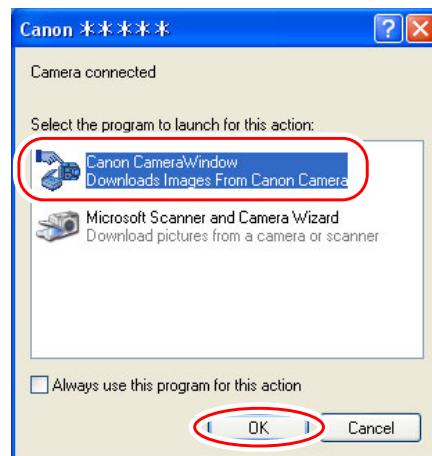 Canon *****
Camera connected
Select the program to launch for this action:
Canon CameraWindow
Downloads Images From Canon Camera
Microsoft Scanner and Camera Wizard
Download pictures from a camera or scanner
Always use this program for this action
OK
Cancel